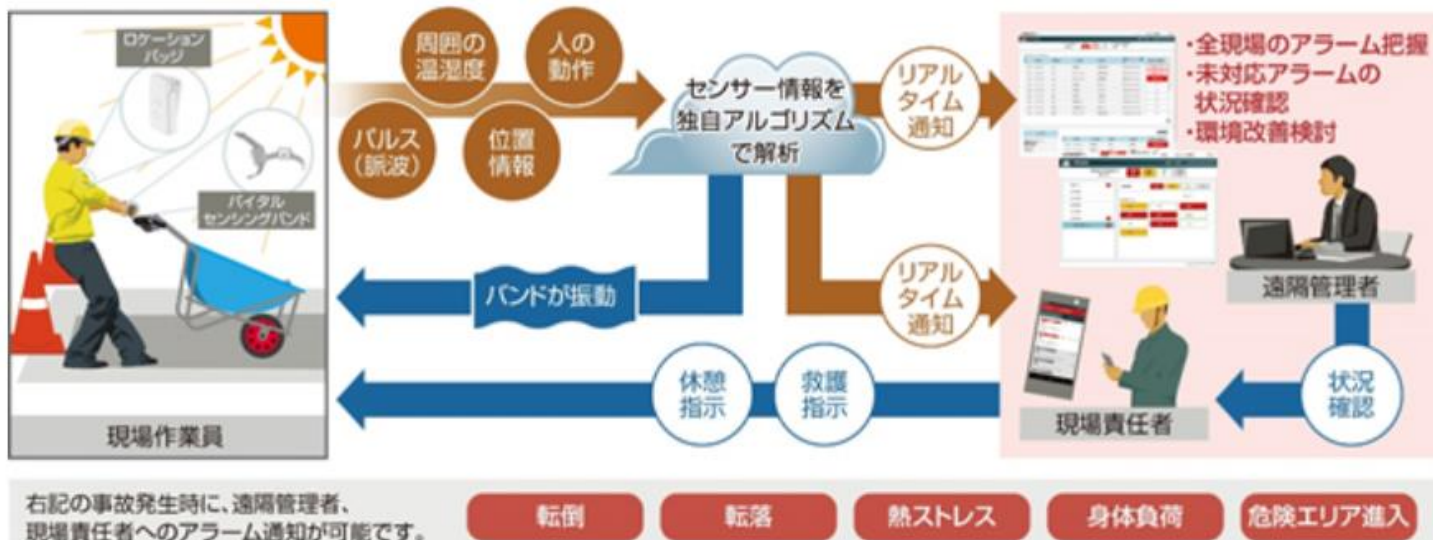 ロケーション
バッジ
バイタル
センシングバンド
現場作業員
周囲の
温湿度
人の
動作
パルス
(脈波)
位置
情報
センサー情報を
独自アルゴリズム
で解析
リアル
タイム
通知
リアル
タイム
通知
バンドが振動
休憩
指示
救護
指示
・全現場のアラーム把握
・未対応アラームの
状況確認
・環境改善検討
遠隔管理者
現場責任者
状況
確認
右記の事故発生時に、遠隔管理者、
現場責任者へのアラーム通知が可能です。
転倒
転落
熱ストレス
身体負荷
危険エリア進入